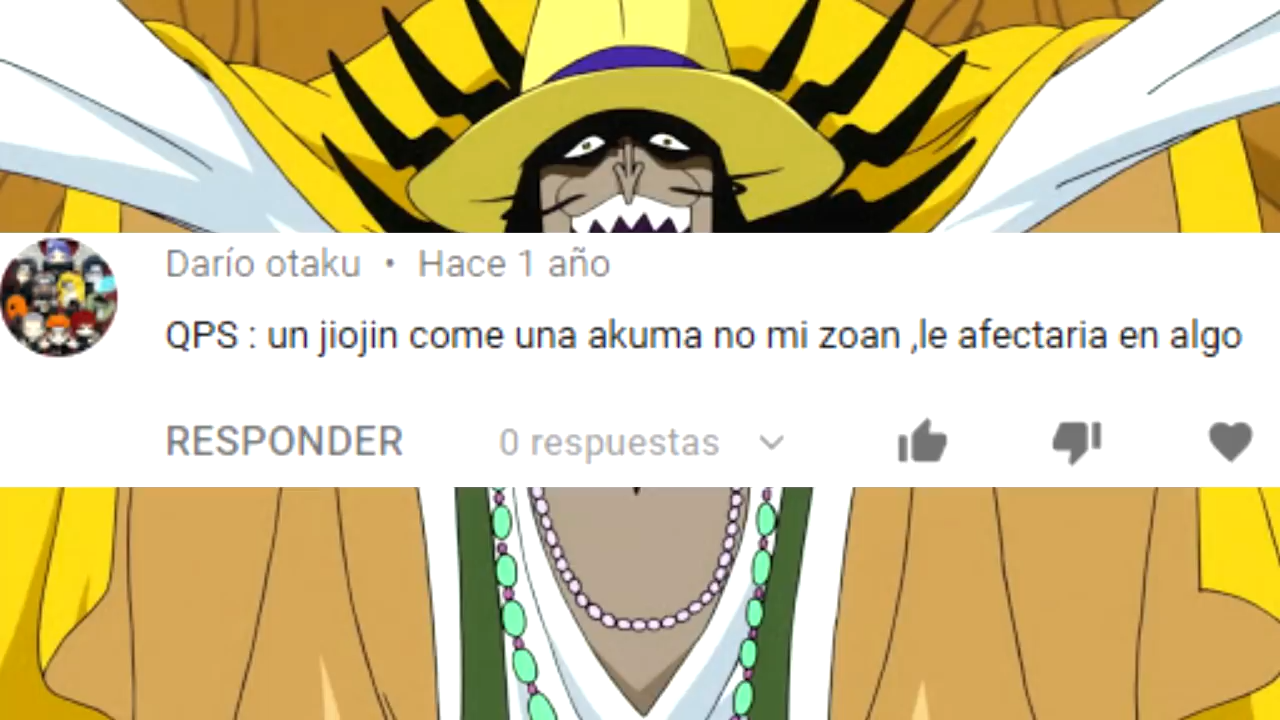 Darío otaku • Hace 1 año
QPS : un jiojin come una akuma no mi zoan ,le afectaria en algo
RESPONDER 0 respuestas